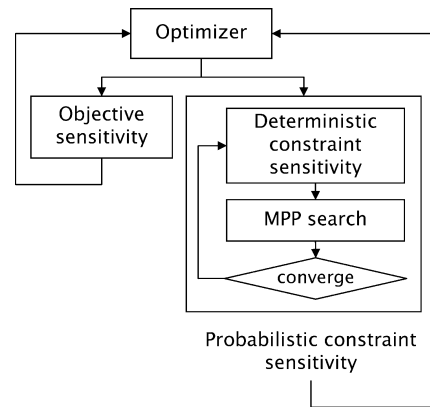 Optimizer
Objective
sensitivity
Deterministic
constraint
sensitivity
MPP search
converge
Probabilistic constraint
sensitivity